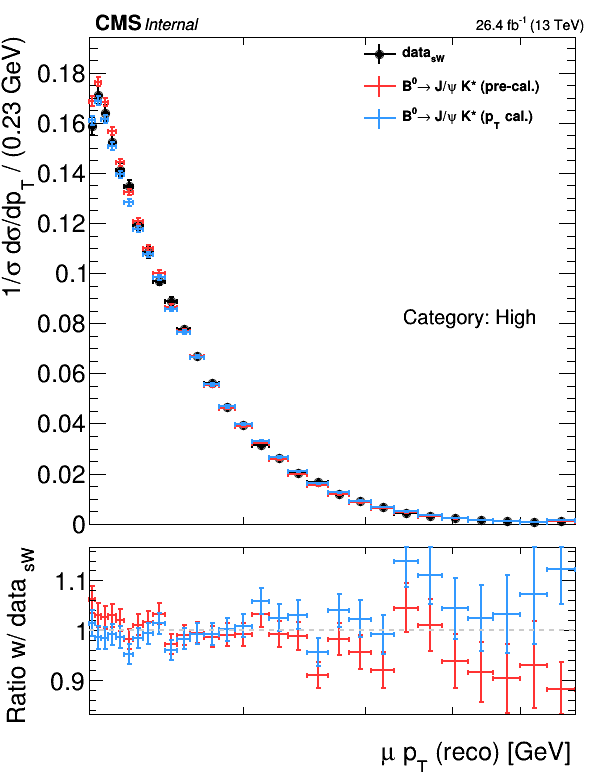 CMS Internal 26.4 fb⁻¹ (13 TeV)
1/σ dσ/dp_T / (0.23 GeV)
0.18
0.16
0.14
0.12
0.1
0.08
0.06
0.04
0.02
0
data_sW
B⁰→ J/ψ K* (pre-cal.)
B⁰→ J/ψ K* (p_T cal.)
Category: High
Ratio w/ data_sW
1.1
1
0.9
μ p_T (reco) [GeV]